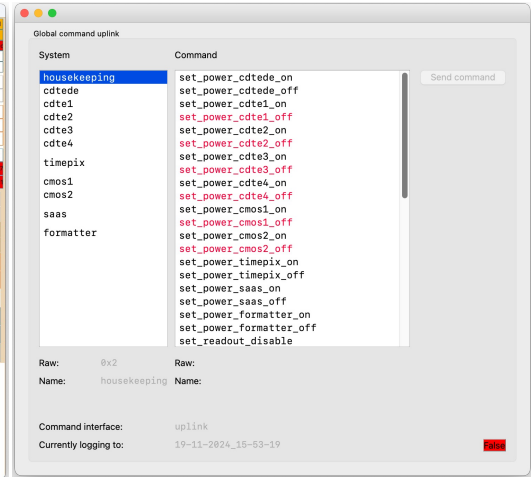 Global command uplink
System
Command
housekeeping
cdtede
cdte1
cdte2
cdte3
cdte4
timepix
cmos1
cmos2
saas
formatter
set_power_cdtede_on
set_power_cdtede_off
set_power_cdte1_on
set_power_cdte1_off
set_power_cdte2_on
set_power_cdte2_off
set_power_cdte3_on
set_power_cdte3_off
set_power_cdte4_on
set_power_cdte4_off
set_power_cmos1_on
set_power_cmos1_off
set_power_cmos2_on
set_power_cmos2_off
set_power_timepix_on
set_power_timepix_off
set_power_saas_on
set_power_saas_off
set_power_formatter_on
set_power_formatter_off
set_readout_disable
Send command
Raw: 0x2
Name: housekeeping
Raw:
Name:
Command interface: uplink
Currently logging to: 19-11-2024_15-53-19
False